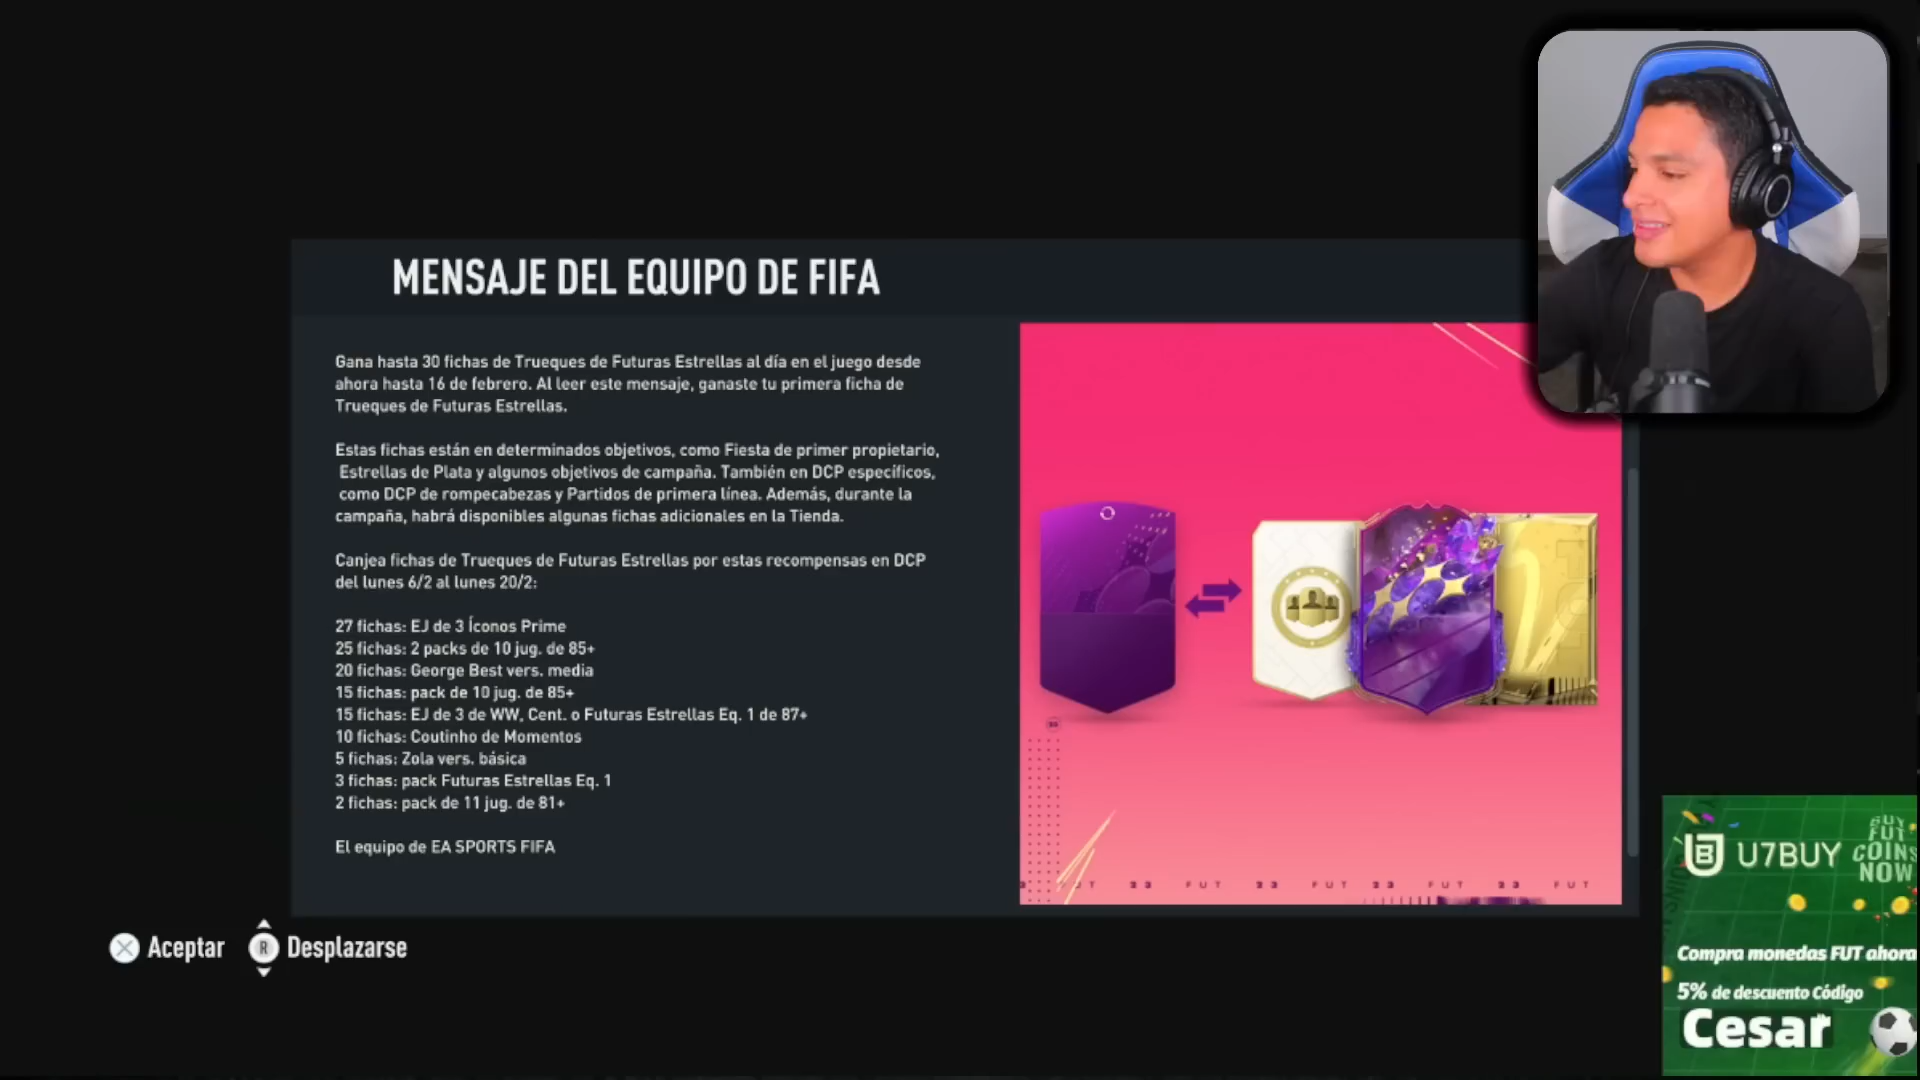 MENSAJE DEL EQUIPO DE FIFA
Gana hasta 30 fichas de Trueques de Futuras Estrellas al día en el juego desde
ahora hasta 16 de febrero. Al leer este mensaje, ganaste tu primera ficha de
Trueques de Futuras Estrellas.
Estas fichas están en determinados objetivos, como Fiesta de primer propietario,
Estrellas de Plata y algunos objetivos de campaña. También en DCP específicos,
como DCP de rompecabezas y Partidos de primera línea. Además, durante la
campaña, habrá disponibles algunas fichas adicionales en la Tienda.
Canjea fichas de Trueques de Futuras Estrellas por estas recompensas en DCP
del lunes 6/2 al lunes 20/2:
27 fichas: EJ de 3 Íconos Prime
25 fichas: 2 packs de 10 jug. de 85+
20 fichas: George Best vers. media
15 fichas: pack de 10 jug. de 85+
15 fichas: EJ de 3 de WW, Cent. o Futuras Estrellas Eq. 1 de 87+
10 fichas: Coutinho de Momentos
5 fichas: Zola vers. básica
3 fichas: pack Futuras Estrellas Eq. 1
2 fichas: pack de 11 jug. de 81+
El equipo de EA SPORTS FIFA
FUT 23 FUT 23 FUT 23 FUT 23 FUT
Aceptar
R Desplazarse
U7BUY
BUY
FUT
COINS
NOW
Compra monedas FUT ahora
5% de descuento Código
Cesar